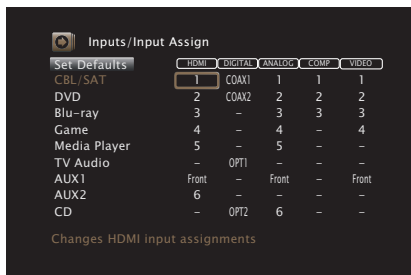 Inputs/Input Assign
Set Defaults HDMI DIGITAL ANALOG COMP VIDEO
CBL/SAT 1 COAX1 1 1 1
DVD 2 COAX2 2 2 2
Blu-ray 3 – 3 3 3
Game 4 – 4 – 4
Media Player 5 – 5 – –
TV Audio – OPT1 – – –
AUX1 Front – Front – Front
AUX2 6 – – – –
CD – OPT2 6 – –
Changes HDMI input assignments